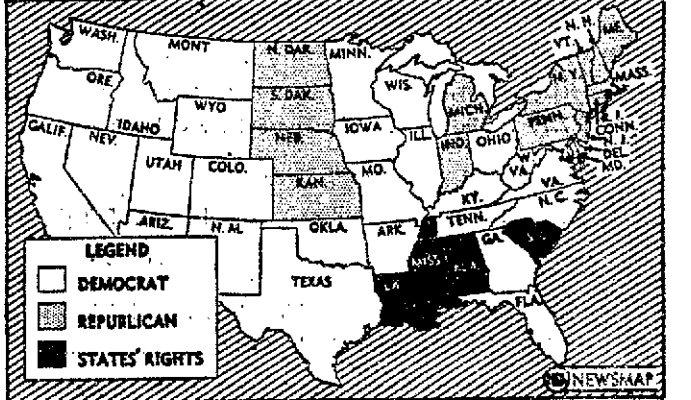 WASH.
MONT
N. DAK.
MINN.
N. H.
VT.
ME.
ORE.
S. DAK.
WIS.
MICH.
N. Y.
MASS.
WYO
IDAHO
CALIF.
NEV.
NEB.
IOWA
ILL.
IND.
OHIO
PENN.
R. I.
CONN.
N. J.
DEL.
MD.
UTAH
COLO.
KAN.
MO.
W. VA.
VA.
KY.
N. C.
ARIZ.
OKLA.
ARK.
TENN.
S. C.
TEXAS
LA.
MISS.
ALA.
GA.
FLA.
LEGEND
DEMOCRAT
REPUBLICAN
STATES' RIGHTS
NEWSMAP